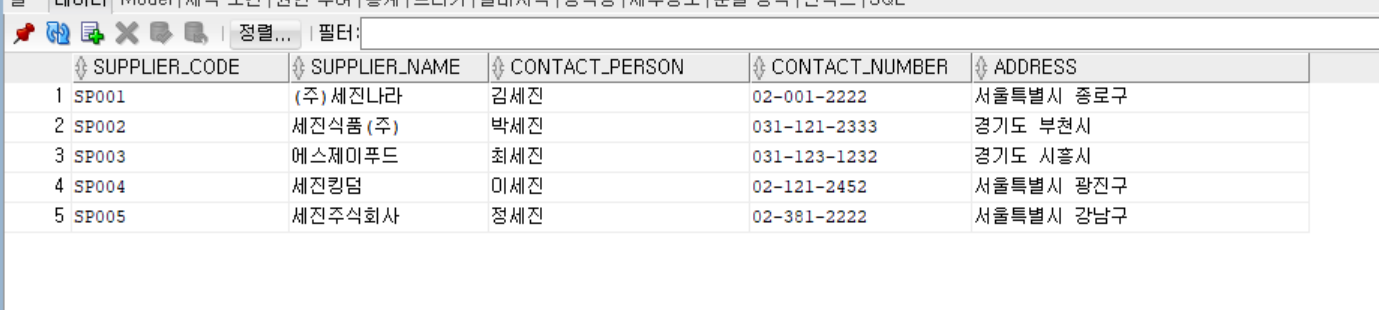 정렬... 필터:
SUPPLIER_CODE SUPPLIER_NAME CONTACT_PERSON CONTACT_NUMBER ADDRESS
1 SP001 (주)세진나라 김세진 02-001-2222 서울특별시 종로구
2 SP002 세진식품(주) 박세진 031-121-2333 경기도 부천시
3 SP003 에스제이푸드 최세진 031-123-1232 경기도 시흥시
4 SP004 세진킹덤 이세진 02-121-2452 서울특별시 광진구
5 SP005 세진주식회사 정세진 02-381-2222 서울특별시 강남구